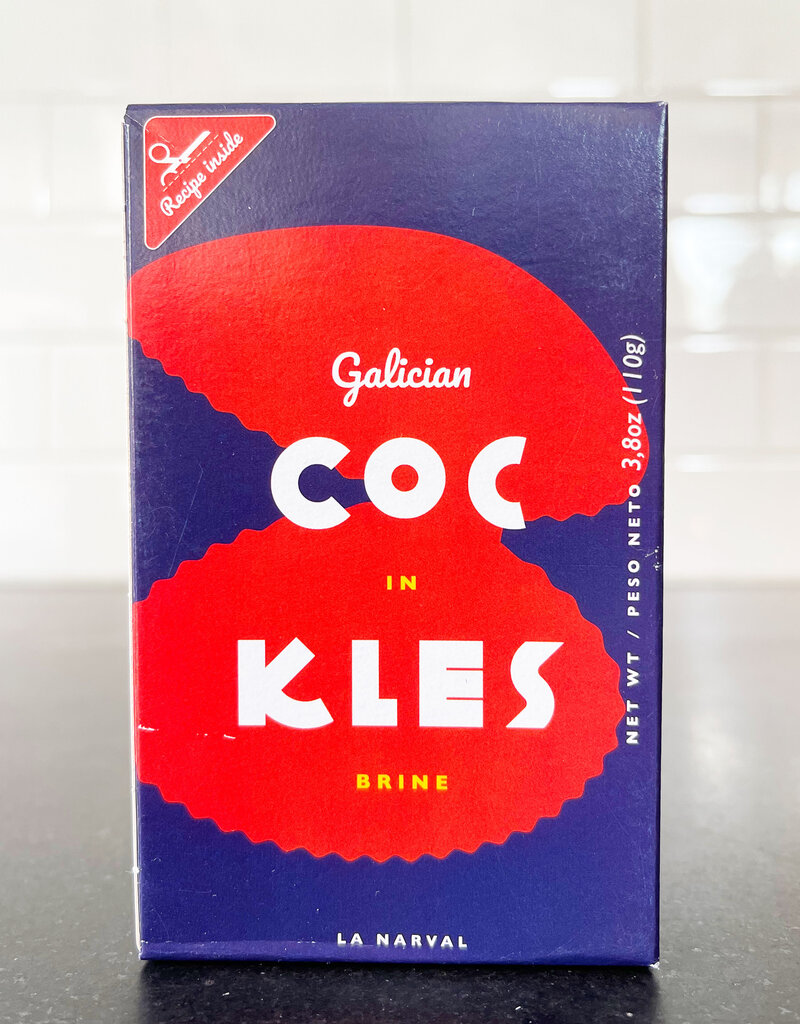 Recipe inside
Galician
COC
IN
KLES
BRINE
NET WT / PESO NETO 3,8oz (110g)
LA NARVAL